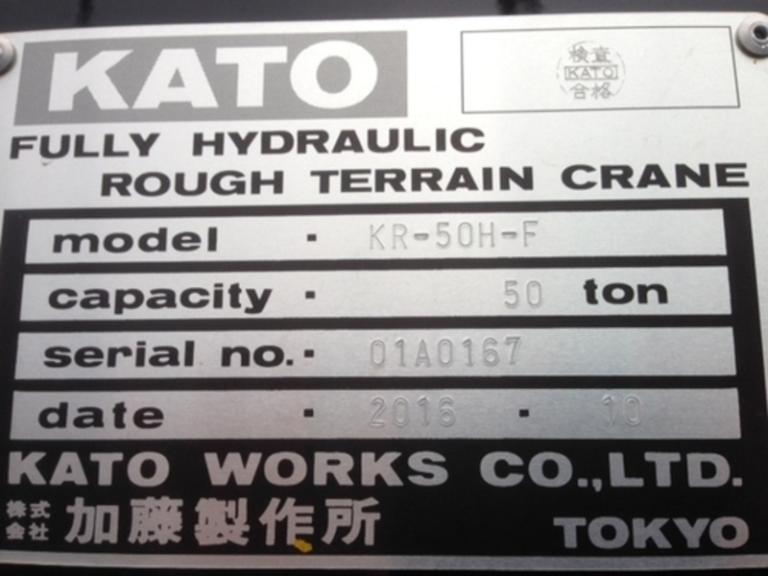 KATO
検査
KATO
合格
FULLY HYDRAULIC
ROUGH TERRAIN CRANE
model · KR-50H-F
capacity · 50 ton
serial no. · 01A0167
date · 2016 · 10
KATO WORKS CO.,LTD.
株式会社 加藤製作所 TOKYO